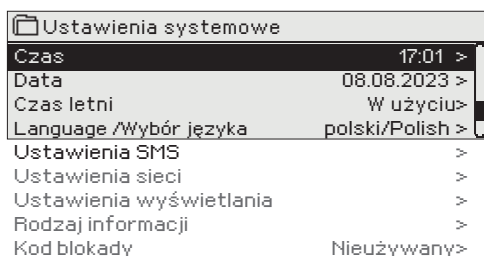 Ustawienia systemowe
Czas 17:01 >
Data 08.08.2023 >
Czas letni W użyciu>
Language /Wybór języka polski/Polish >
Ustawienia SMS >
Ustawienia sieci >
Ustawienia wyświetlania >
Rodzaj informacji >
Kod blokady Nieużywany>